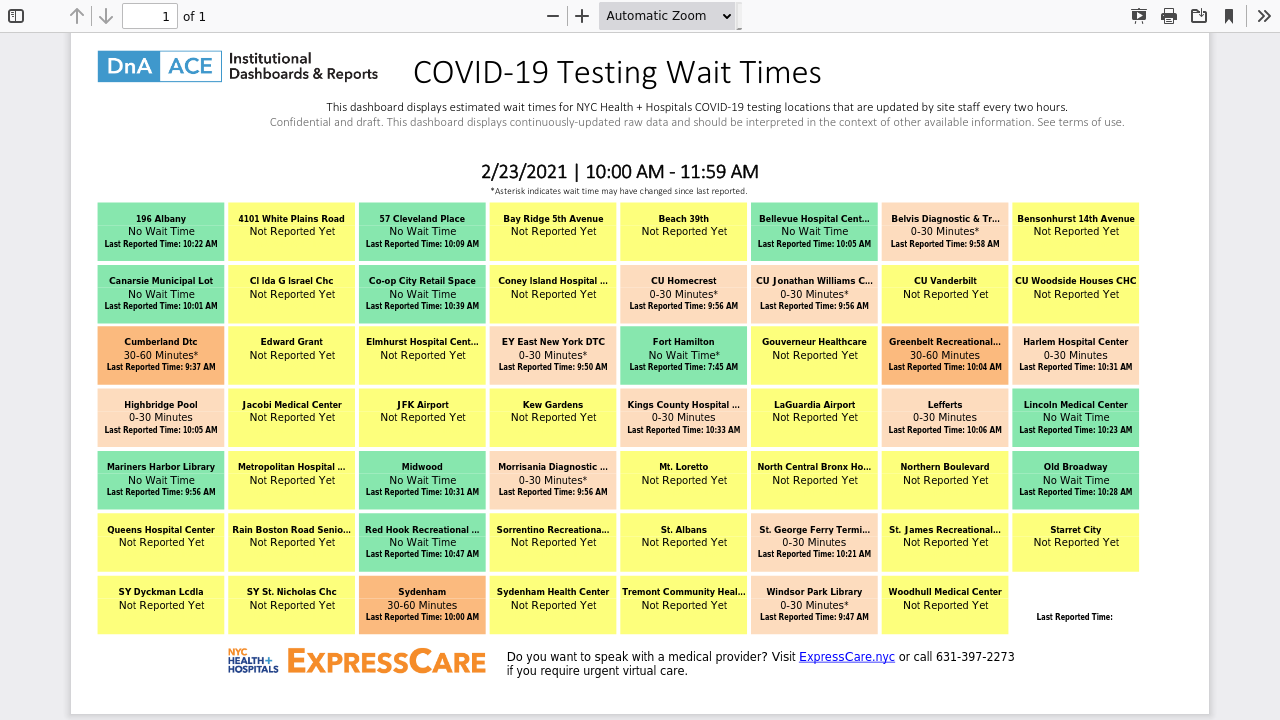 1 of 1 Automatic Zoom
DnA ACE Institutional
Dashboards & Reports
COVID-19 Testing Wait Times
This dashboard displays estimated wait times for NYC Health + Hospitals COVID-19 testing locations that are updated by site staff every two hours.
Confidential and draft. This dashboard displays continuously-updated raw data and should be interpreted in the context of other available information. See terms of use.
2/23/2021 | 10:00 AM - 11:59 AM
*Asterisk indicates wait time may have changed since last reported.
196 Albany
No Wait Time
Last Reported Time: 10:22 AM
4101 White Plains Road
Not Reported Yet
57 Cleveland Place
No Wait Time
Last Reported Time: 10:09 AM
Bay Ridge 5th Avenue
Not Reported Yet
Beach 39th
Not Reported Yet
Bellevue Hospital Cent...
No Wait Time
Last Reported Time: 10:05 AM
Belvis Diagnostic & Tr...
0-30 Minutes*
Last Reported Time: 9:58 AM
Bensonhurst 14th Avenue
Not Reported Yet
Canarsie Municipal Lot
No Wait Time
Last Reported Time: 10:01 AM
Cl Ida G Israel Chc
Not Reported Yet
Co-op City Retail Space
No Wait Time
Last Reported Time: 10:39 AM
Coney Island Hospital ...
Not Reported Yet
CU Homecrest
0-30 Minutes*
Last Reported Time: 9:56 AM
CU Jonathan Williams C...
0-30 Minutes*
Last Reported Time: 9:56 AM
CU Vanderbilt
Not Reported Yet
CU Woodside Houses CHC
Not Reported Yet
Cumberland Dtc
30-60 Minutes*
Last Reported Time: 9:37 AM
Edward Grant
Not Reported Yet
Elmhurst Hospital Cent...
Not Reported Yet
EY East New York DTC
0-30 Minutes*
Last Reported Time: 9:50 AM
Fort Hamilton
No Wait Time*
Last Reported Time: 7:45 AM
Gouverneur Healthcare
Not Reported Yet
Greenbelt Recreational...
30-60 Minutes
Last Reported Time: 10:04 AM
Harlem Hospital Center
0-30 Minutes
Last Reported Time: 10:31 AM
Highbridge Pool
0-30 Minutes
Last Reported Time: 10:05 AM
Jacobi Medical Center
Not Reported Yet
JFK Airport
Not Reported Yet
Kew Gardens
Not Reported Yet
Kings County Hospital ...
0-30 Minutes
Last Reported Time: 10:33 AM
LaGuardia Airport
Not Reported Yet
Lefferts
0-30 Minutes
Last Reported Time: 10:06 AM
Lincoln Medical Center
No Wait Time
Last Reported Time: 10:23 AM
Mariners Harbor Library
No Wait Time
Last Reported Time: 9:56 AM
Metropolitan Hospital ...
Not Reported Yet
Midwood
No Wait Time
Last Reported Time: 10:31 AM
Morrisania Diagnostic ...
0-30 Minutes*
Last Reported Time: 9:56 AM
Mt. Loretto
Not Reported Yet
North Central Bronx Ho...
Not Reported Yet
Northern Boulevard
Not Reported Yet
Old Broadway
No Wait Time
Last Reported Time: 10:28 AM
Queens Hospital Center
Not Reported Yet
Rain Boston Road Senio...
Not Reported Yet
Red Hook Recreational ...
No Wait Time
Last Reported Time: 10:47 AM
Sorrentino Recreationa...
Not Reported Yet
St. Albans
Not Reported Yet
St. George Ferry Termi...
0-30 Minutes
Last Reported Time: 10:21 AM
St. James Recreational...
Not Reported Yet
Starret City
Not Reported Yet
SY Dyckman Lcdla
Not Reported Yet
SY St. Nicholas Chc
Not Reported Yet
Sydenham
30-60 Minutes
Last Reported Time: 10:00 AM
Sydenham Health Center
Not Reported Yet
Tremont Community Heal...
Not Reported Yet
Windsor Park Library
0-30 Minutes*
Last Reported Time: 9:47 AM
Woodhull Medical Center
Not Reported Yet
Last Reported Time:
NYC
HEALTH+
HOSPITALS
EXPRESSCARE
Do you want to speak with a medical provider? Visit ExpressCare.nyc or call 631-397-2273
if you require urgent virtual care.